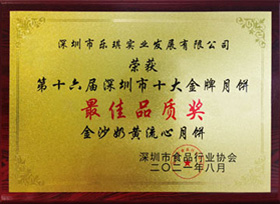 深圳市乐琪实业发展有限公司
荣获
第十六届深圳市十大金牌月饼
最佳品质奖
金沙奶黄流心月饼
深圳市食品行业协会
二〇二一年八月